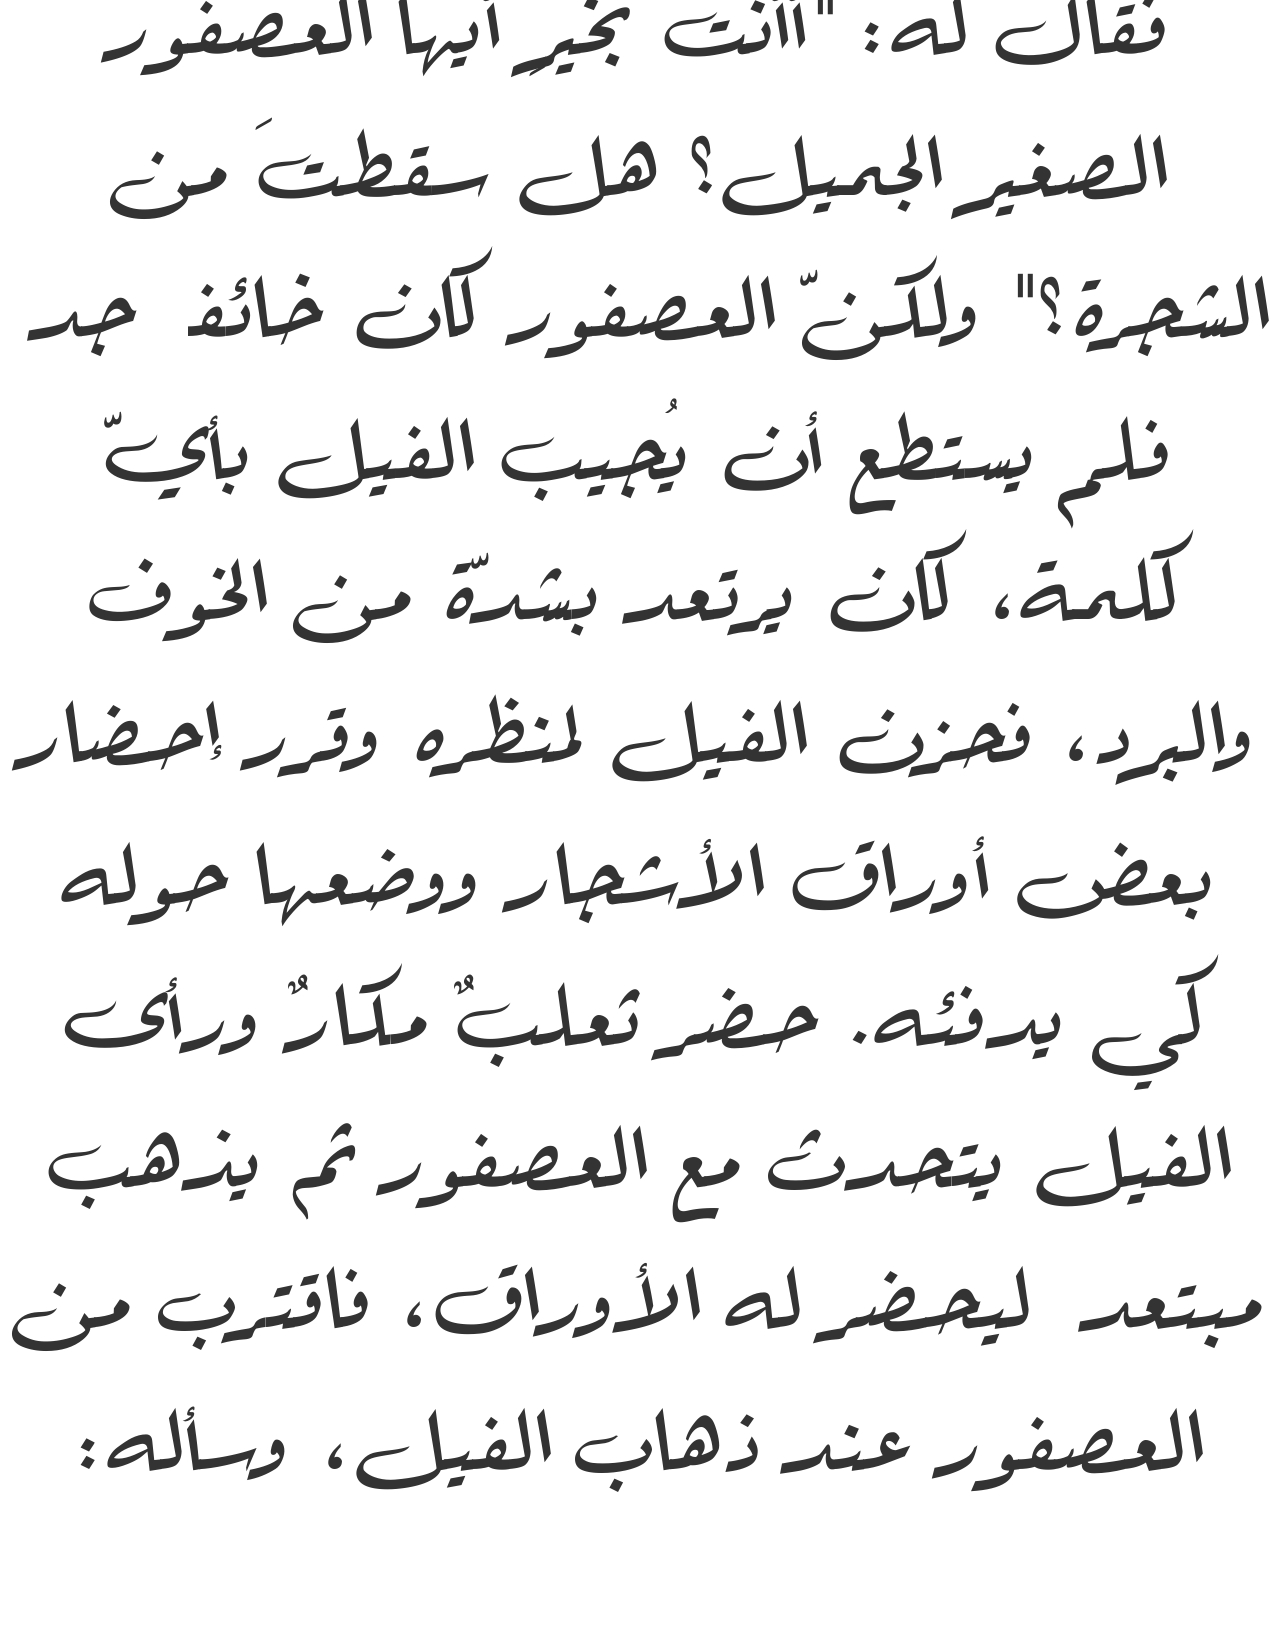 فقال له: "أأنت بخيرٍ أيها العصفور
الصغير الجميل؟ هل سقطتَ من
الشجرة؟" ولكنّ العصفور كان خائف جد
فلم يستطع أن يُجيب الفيل بأيّ
كلمة، كان يرتعد بشدّة من الخوف
والبرد، فحزن الفيل لمنظره وقرر إحضار
بعض أوراق الأشجار ووضعها حوله
كي يدفئه. حضر ثعلبٌ مكارٌ ورأى
الفيل يتحدث مع العصفور ثم يذهب
مبتعد ليحضر له الأوراق، فاقترب من
العصفور عند ذهاب الفيل، وسأله: